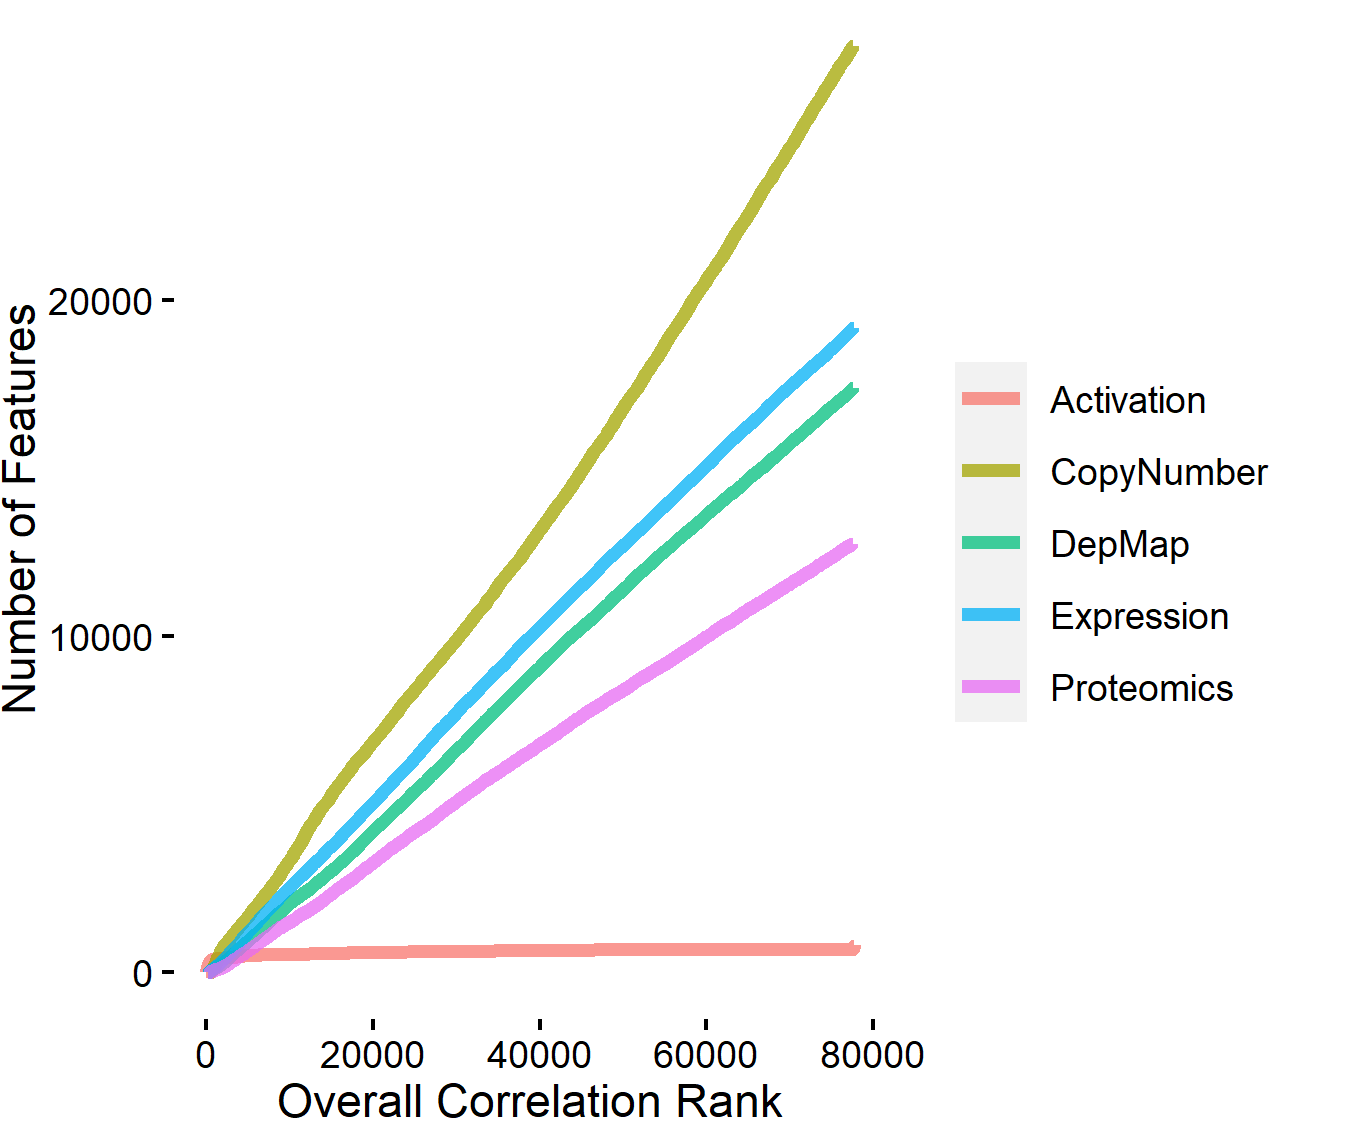 Number of Features
20000
10000
0
0 20000 40000 60000 80000
Overall Correlation Rank
Activation
CopyNumber
DepMap
Expression
Proteomics